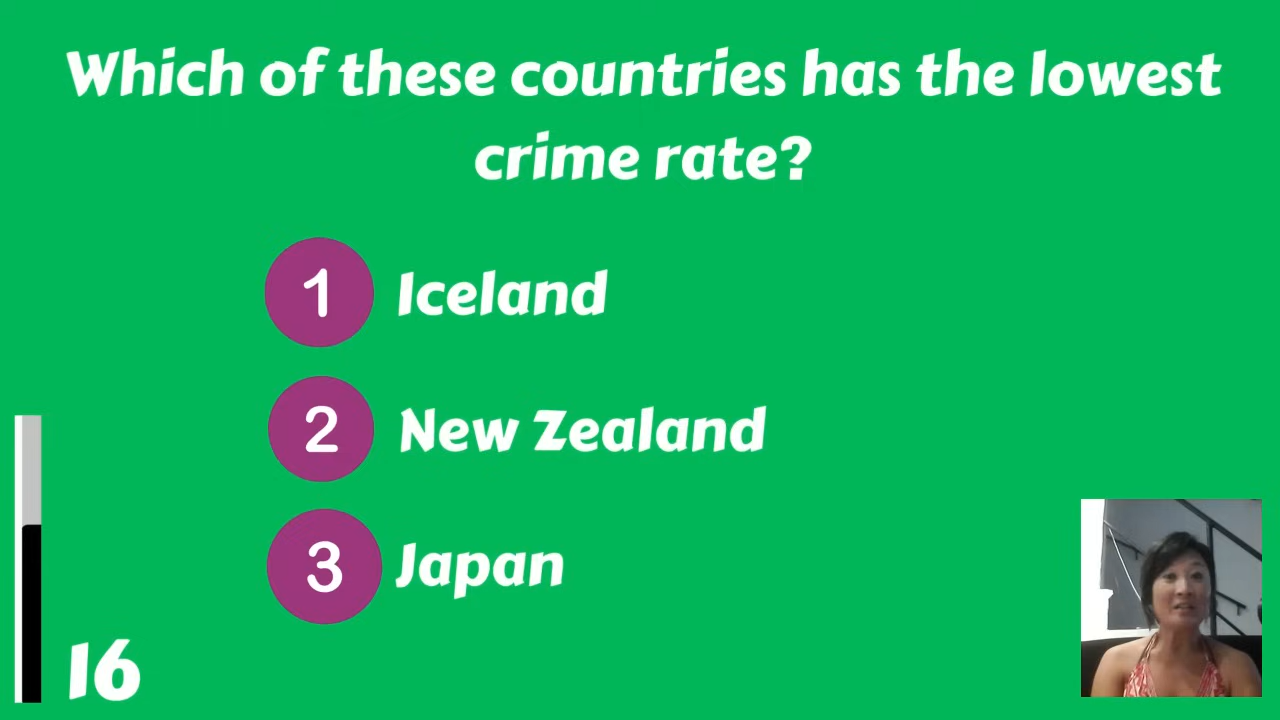 Which of these countries has the lowest
crime rate?
1 Iceland
2 New Zealand
3 Japan
16